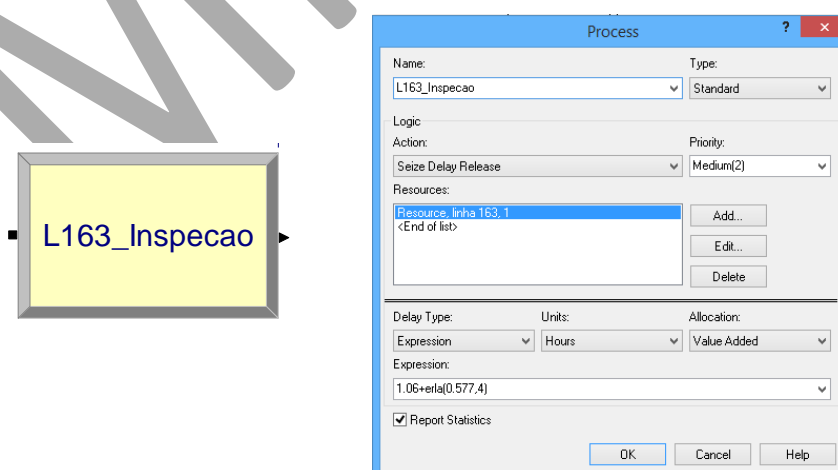 L163_Inspecao
Process
?
×
Name:
Type:
L163_Inspecao
Standard
Logic
Action:
Priority:
Seize Delay Release
Medium(2)
Resources:
Resource, linha 163, 1
<End of list>
Add...
Edit...
Delete
Delay Type:
Units:
Allocation:
Expression
Hours
Value Added
Expression:
1.06+erla(0.577,4)
Report Statistics
OK
Cancel
Help